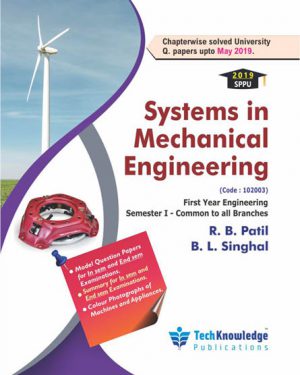 Chapterwise solved University
Q. papers upto May 2019.
2019
SPPU
Systems in
Mechanical
Engineering
(Code : 102003)
First Year Engineering
Semester I - Common to all Branches
R. B. Patil
B. L. Singhal
• Model Question Papers
for In sem and End sem
Examinations.
• Summary for In sem and
End sem Examinations.
• Colour Photographs of
Machines and Appliances.
TechKnowledge
Publications